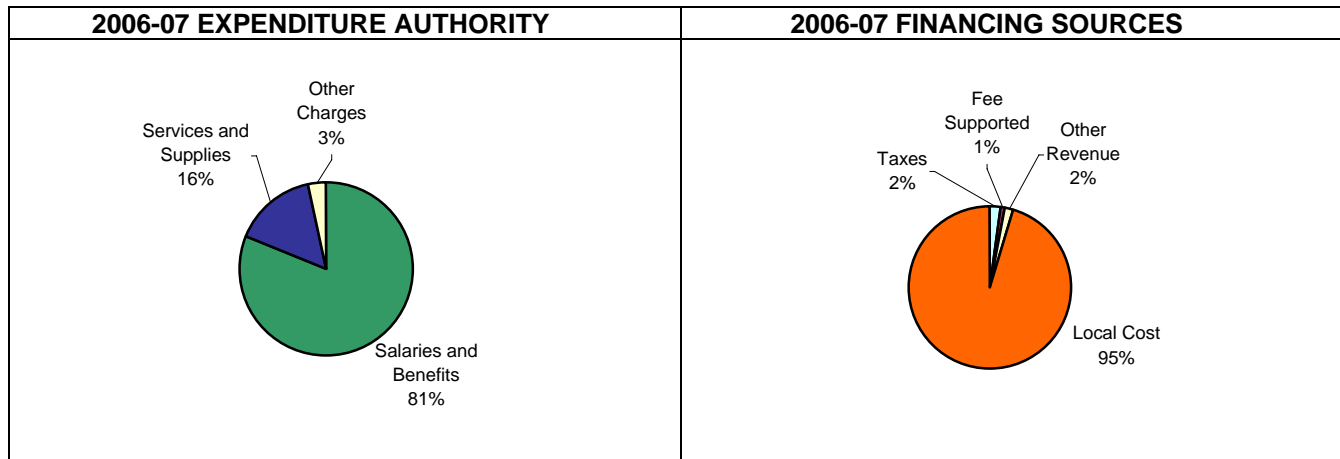 2006-07 EXPENDITURE AUTHORITY
Other
Charges
3%
Services and
Supplies
16%
Salaries and
Benefits
81%
2006-07 FINANCING SOURCES
Fee
Supported
1%
Other
Revenue
2%
Taxes
2%
Local Cost
95%